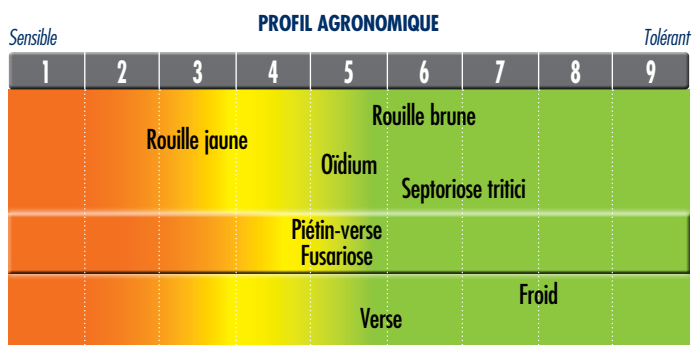 PROFIL AGRONOMIQUE
Sensible Tolérant
1 2 3 4 5 6 7 8 9
Rouille brune
Rouille jaune
Oïdium
Septoriose tritici
Piétin-verse
Fusariose
Froid
Verse